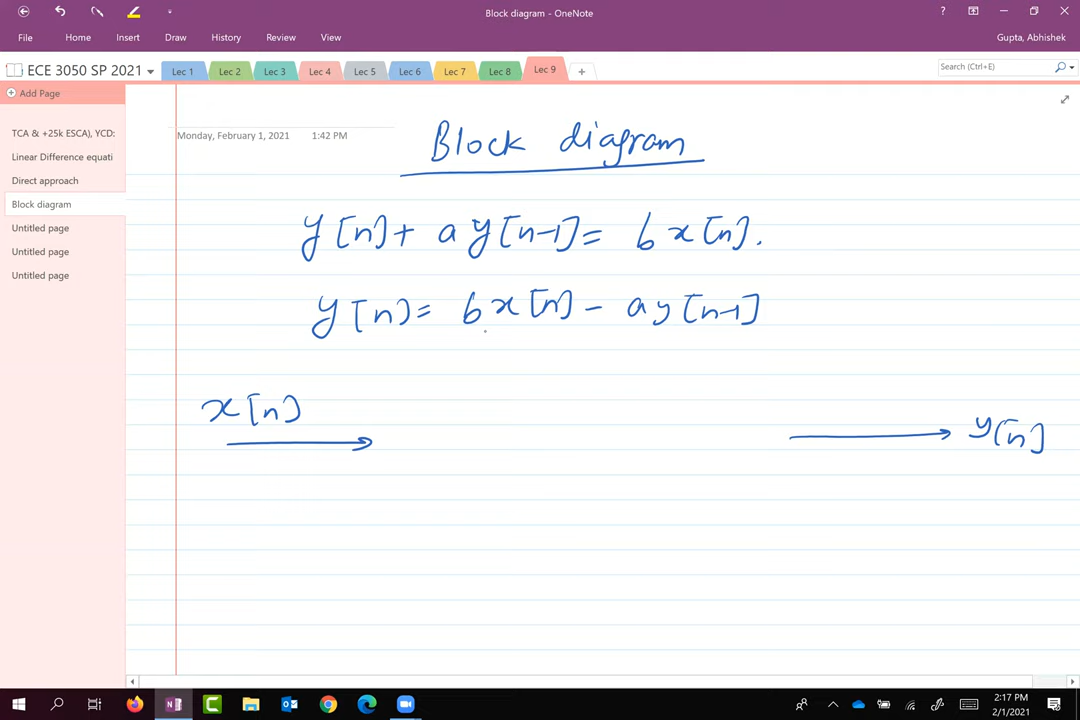 Block diagram - OneNote
?
File Home Insert Draw History Review View
Gupta, Abhishek
ECE 3050 SP 2021
Lec 1 Lec 2 Lec 3 Lec 4 Lec 5 Lec 6 Lec 7 Lec 8 Lec 9 +
Search (Ctrl+E)
Add Page
TCA & +25k ESCA), YCD:
Linear Difference equati
Direct approach
Block diagram
Untitled page
Untitled page
Untitled page
Monday, February 1, 2021 1:42 PM
Block diagram
y[n] + a y[n-1] = b x[n].
y[n] = b x[n] - a y[n-1]
x[n]
y[n]
2:17 PM
2/1/2021